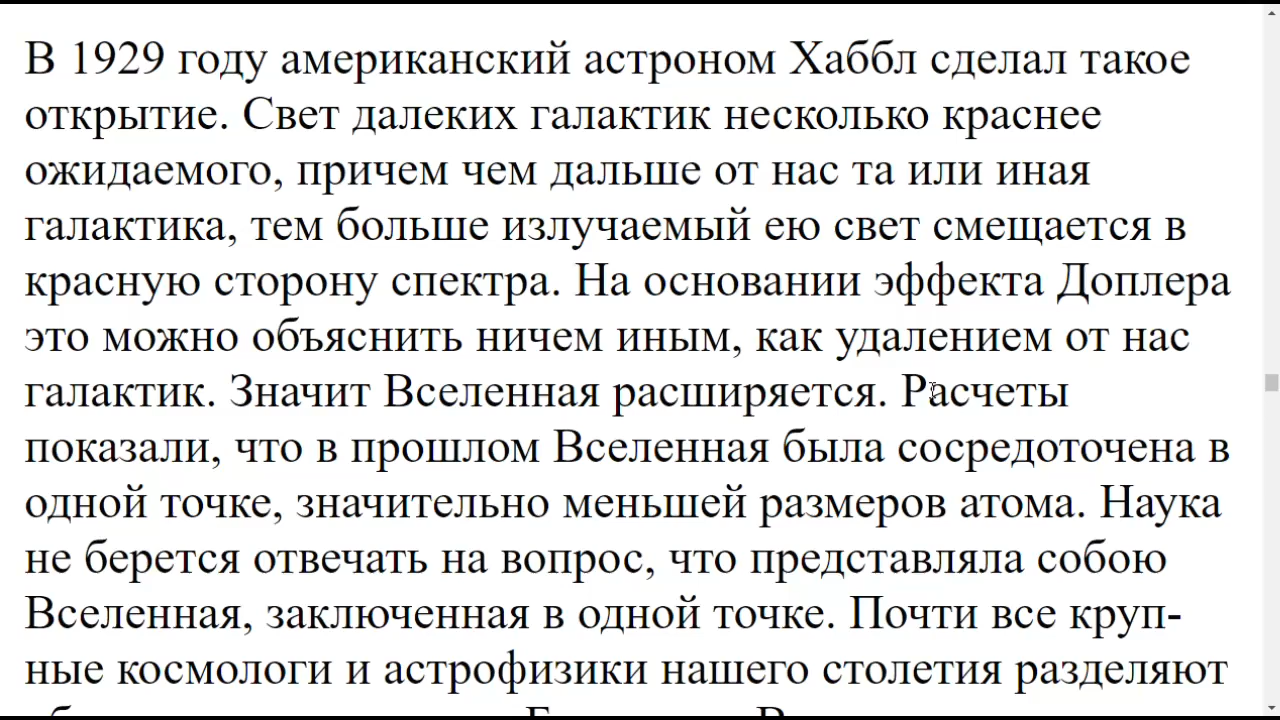 В 1929 году американский астроном Хаббл сделал такое
открытие. Свет далеких галактик несколько краснее
ожидаемого, причем чем дальше от нас та или иная
галактика, тем больше излучаемый ею свет смещается в
красную сторону спектра. На основании эффекта Доплера
это можно объяснить ничем иным, как удалением от нас
галактик. Значит Вселенная расширяется. Расчеты
показали, что в прошлом Вселенная была сосредоточена в
одной точке, значительно меньшей размеров атома. Наука
не берется отвечать на вопрос, что представляла собою
Вселенная, заключенная в одной точке. Почти все круп-
ные космологи и астрофизики нашего столетия разделяют